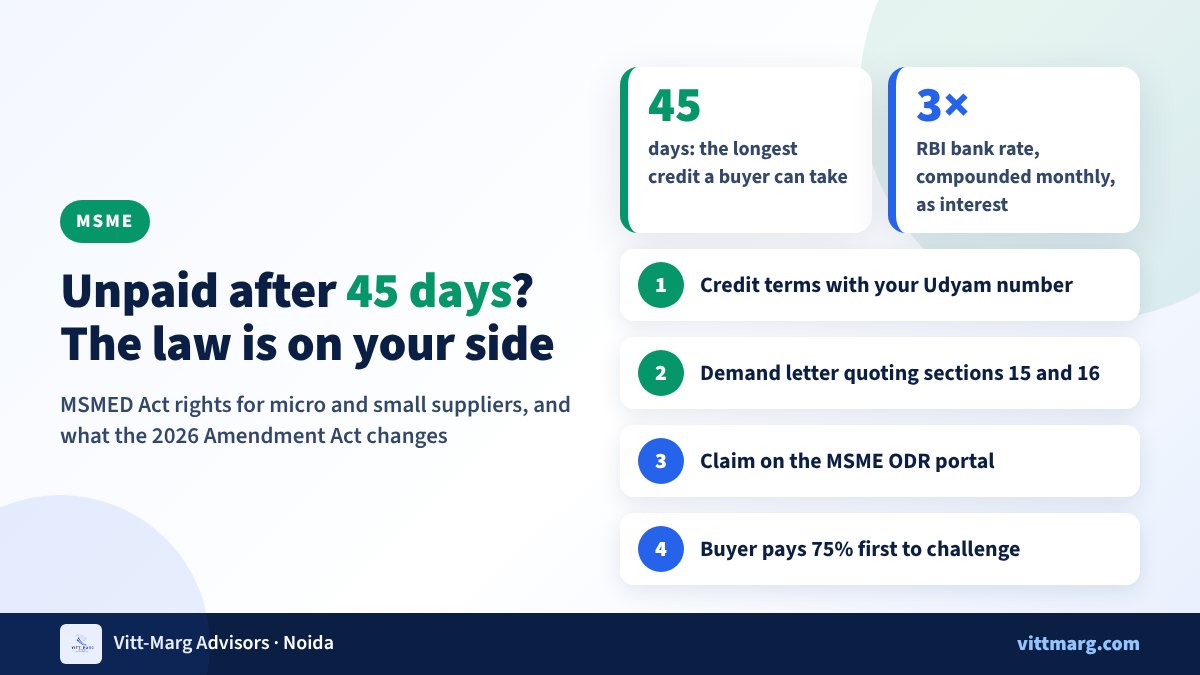 MSME
Unpaid after 45 days?
The law is on your side
MSMED Act rights for micro and small suppliers, and
what the 2026 Amendment Act changes
45
days: the longest
credit a buyer can take
3×
RBI bank rate,
compounded monthly,
as interest
1 Credit terms with your Udyam number
2 Demand letter quoting sections 15 and 16
3 Claim on the MSME ODR portal
4 Buyer pays 75% first to challenge
Vitt-Marg Advisors · Noida
vittmarg.com